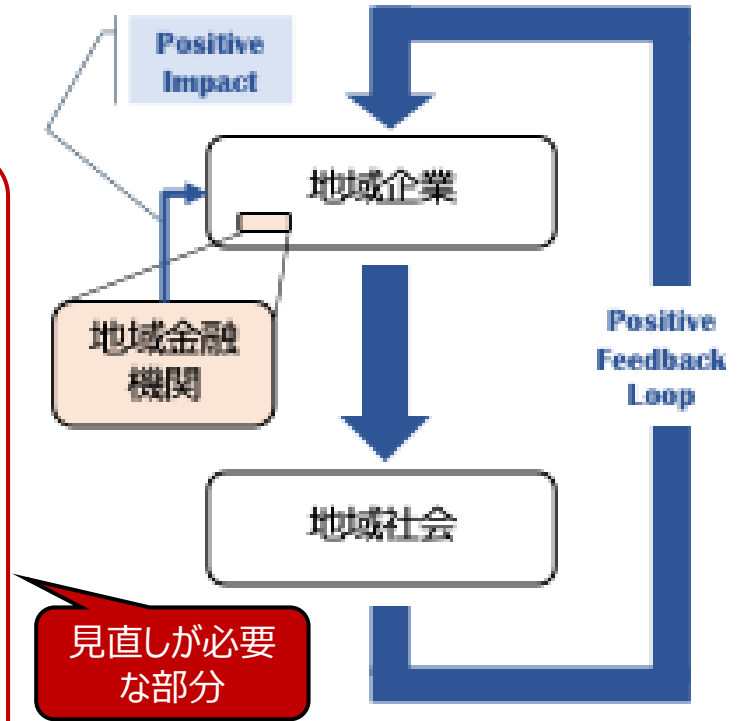 Positive
Impact
地域企業
地域金融
機関
Positive
Feedback
Loop
地域社会
見直しが必要
な部分